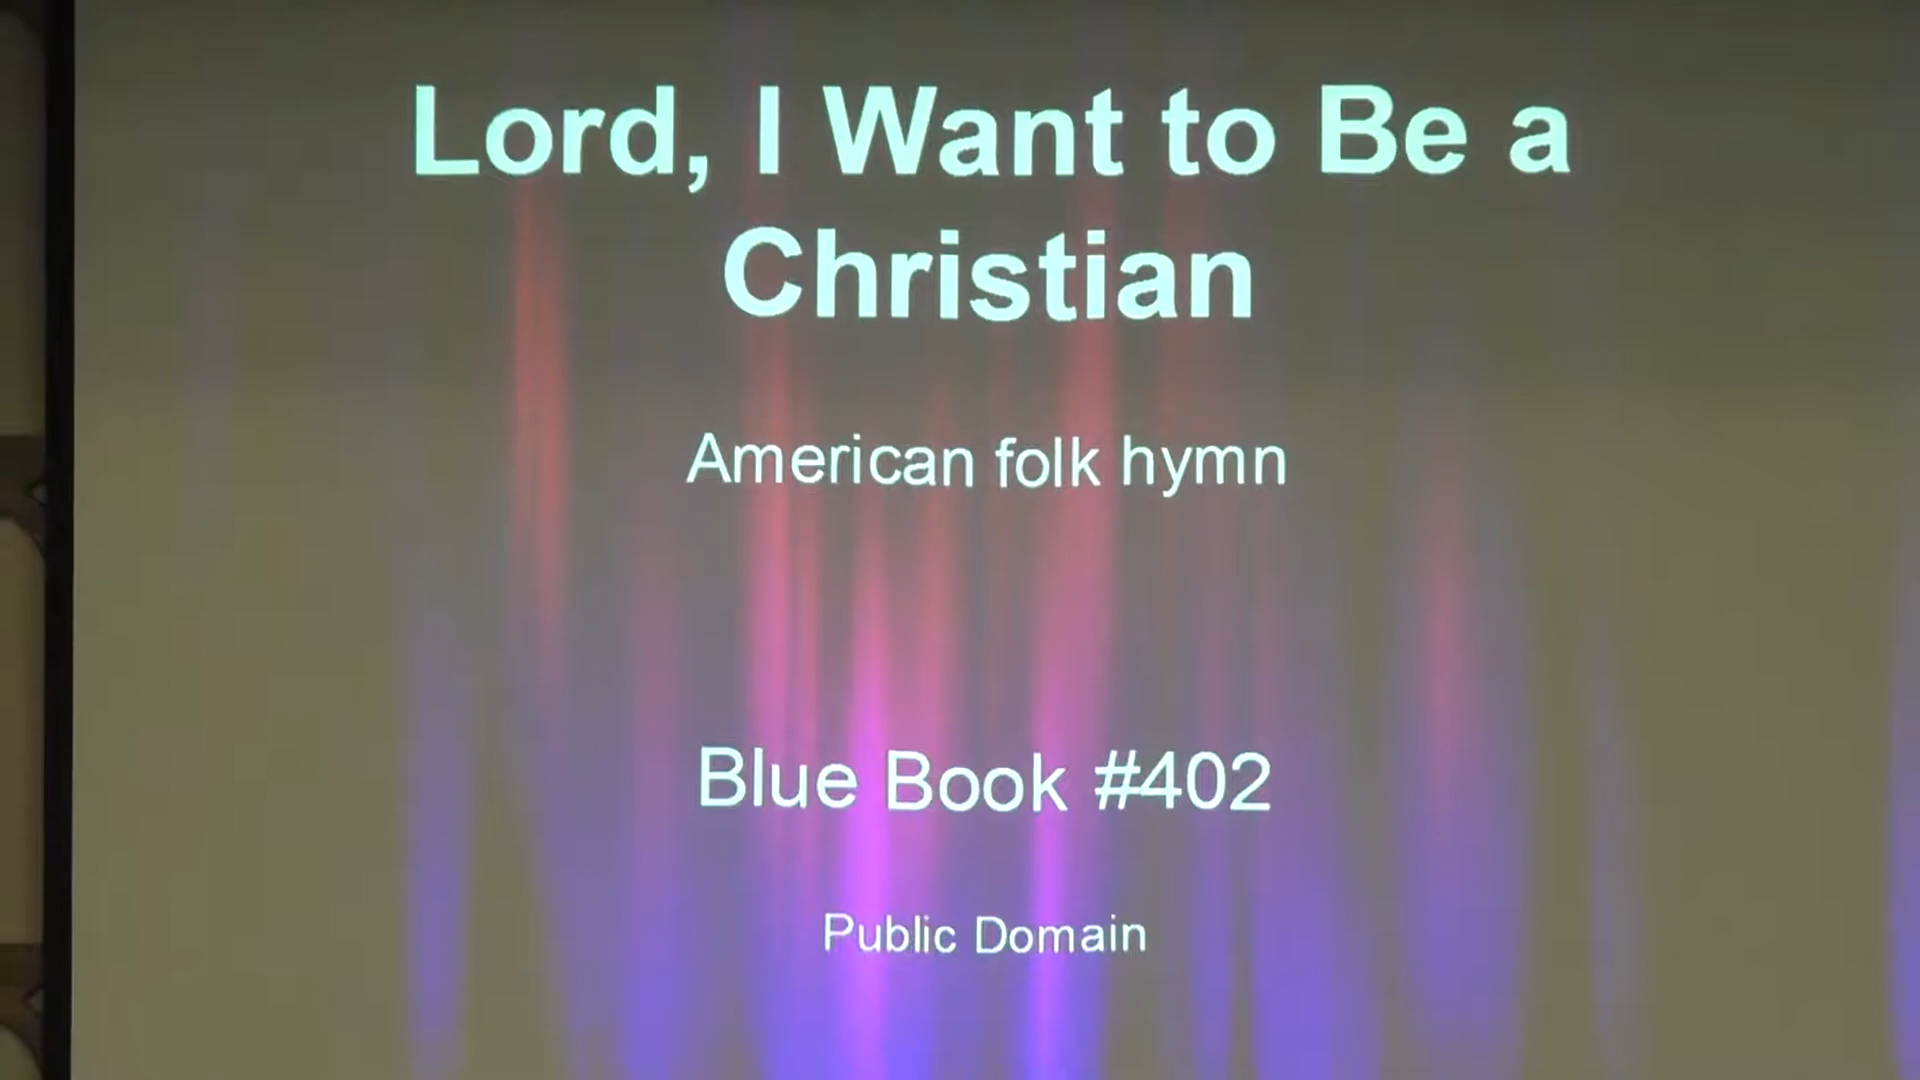 Lord, I Want to Be a
Christian
American folk hymn
Blue Book #402
Public Domain